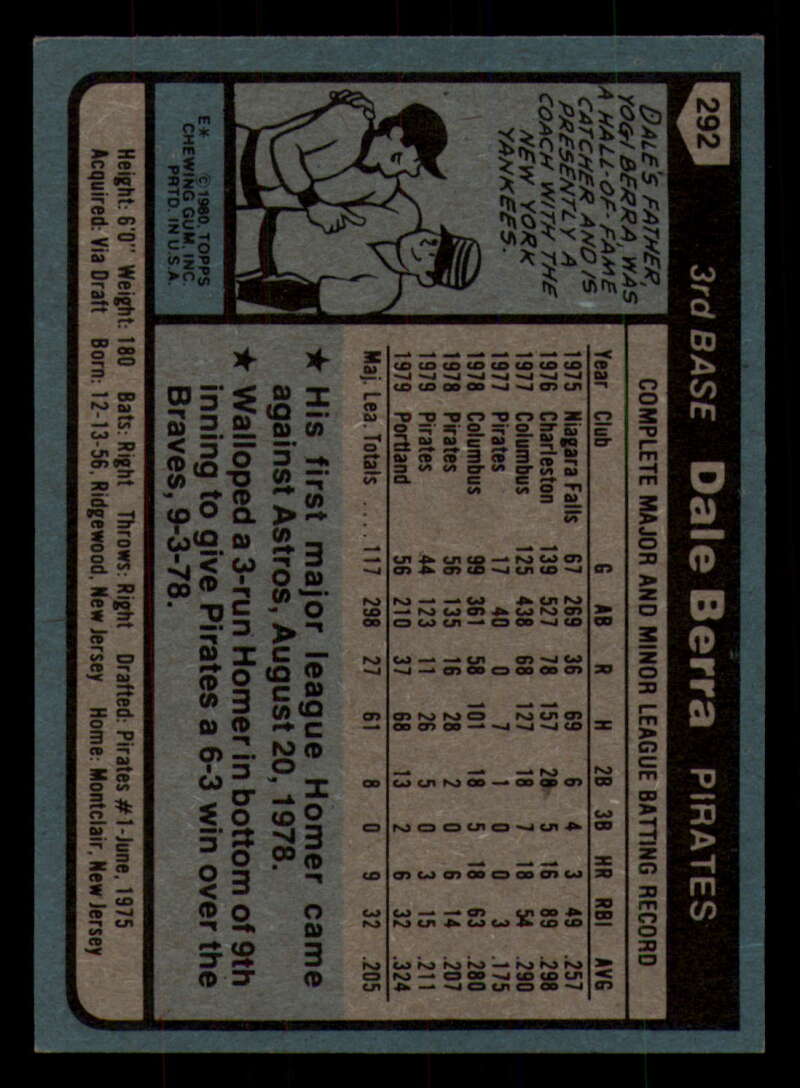 292
3rd BASE Dale Berra PIRATES
DALE'S FATHER,
YOGI BERRA, WAS
A HALL-OF-FAME
CATCHER AND IS
PRESENTLY A
COACH WITH THE
NEW YORK
YANKEES.
E* © 1980, TOPPS
CHEWING GUM, INC.
PRTD. IN U.S.A.
COMPLETE MAJOR AND MINOR LEAGUE BATTING RECORD
Year Club G AB R H 2B 3B HR RBI AVG
1975 Niagara Falls 67 269 36 69 6 4 3 49 .257
1976 Charleston 139 527 78 157 28 5 16 89 .298
1977 Columbus 125 438 68 127 18 7 18 54 .290
1977 Pirates 17 40 0 7 1 0 0 3 .175
1978 Columbus 99 361 58 101 18 5 18 63 .280
1978 Pirates 56 135 16 28 2 0 6 14 .207
1979 Pirates 44 123 11 26 5 0 3 15 .211
1979 Portland 56 210 37 68 13 2 6 32 .324
Maj. Lea. Totals .... 117 298 27 61 8 0 9 32 .205
★ His first major league Homer came
against Astros, August 20, 1978.
★ Walloped a 3-run Homer in bottom of 9th
inning to give Pirates a 6-3 win over the
Braves, 9-3-78.
Height: 6'0" Weight: 180 Bats: Right Throws: Right Drafted: Pirates #1-June, 1975
Acquired: Via Draft Born: 12-13-56, Ridgewood, New Jersey Home: Montclair, New Jersey